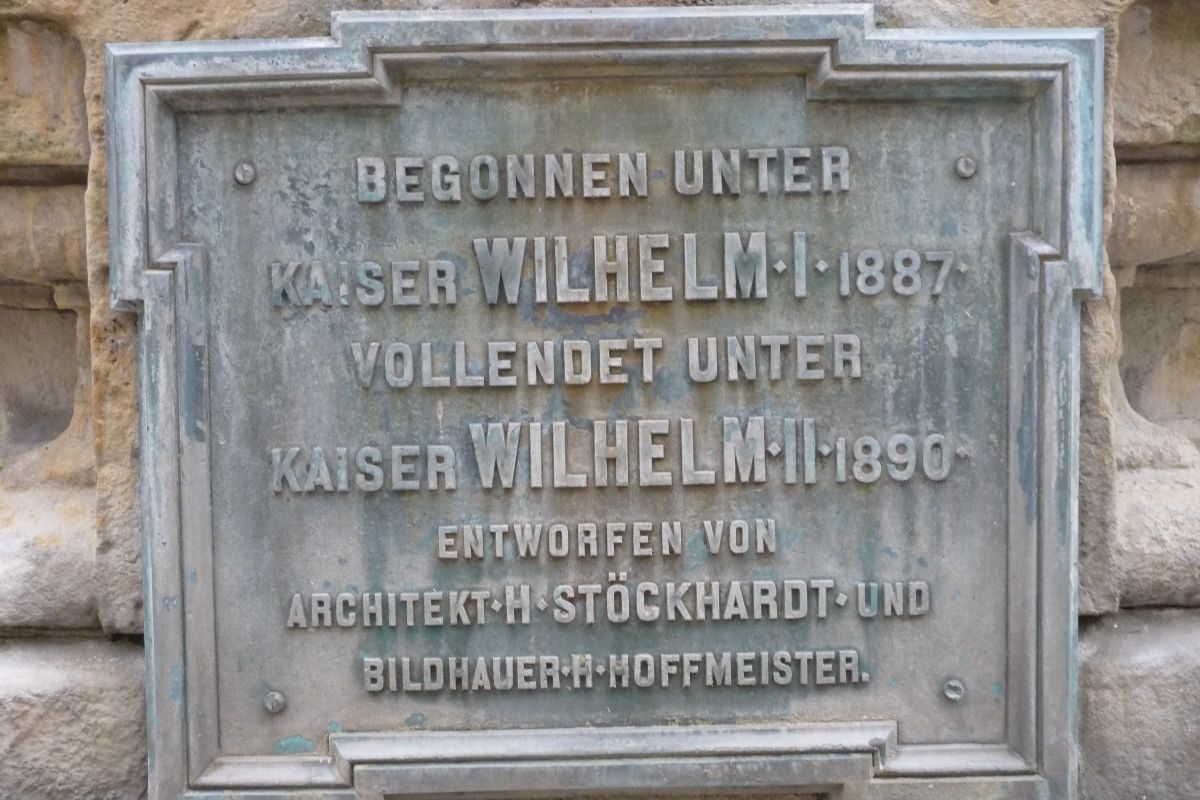 BEGONNEN UNTER
KAISER WILHELM·I·1887·
VOLLENDET UNTER
KAISER WILHELM·II·1890·
ENTWORFEN VON
ARCHITEKT·H·STÖCKHARDT·UND
BILDHAUER·H·HOFFMEISTER.